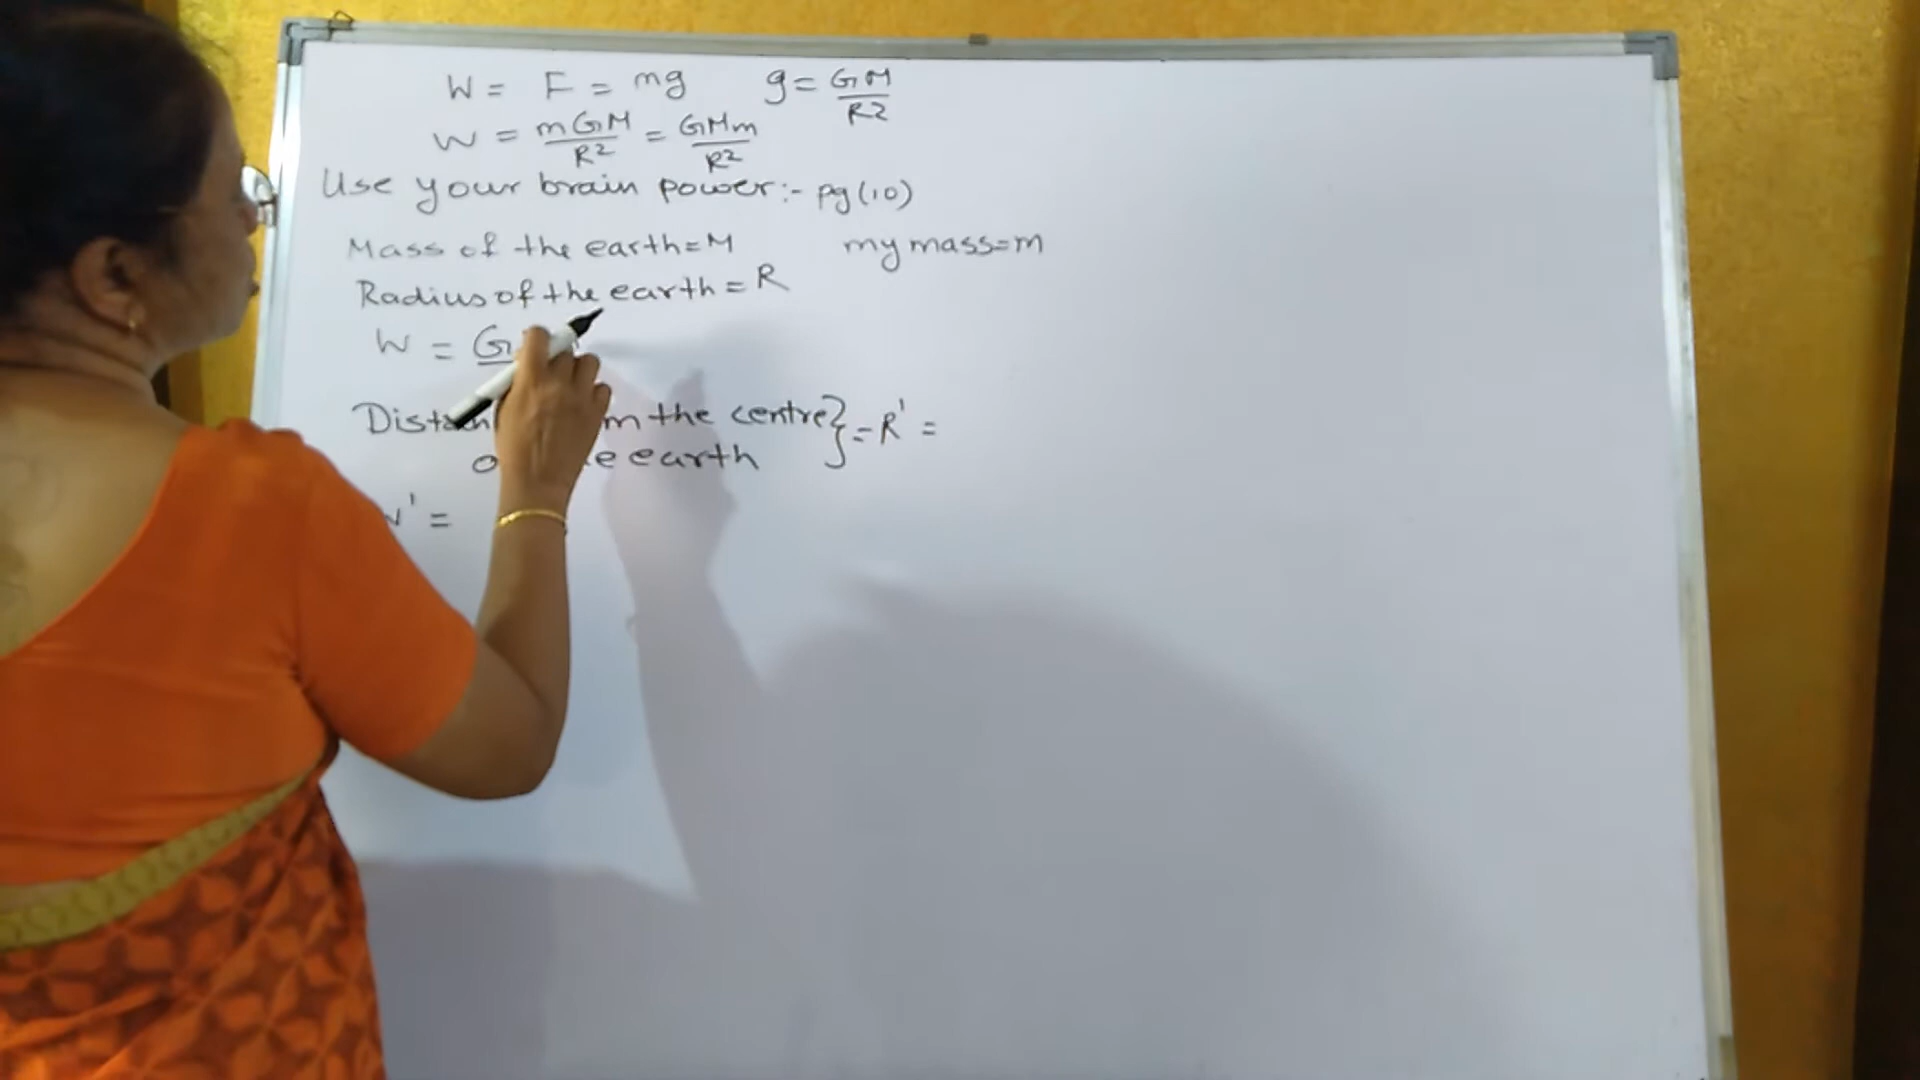 W = F = mg g = GM/R2
W = mGM/R² = GMm/R²
Use your brain power:- pg(10)
Mass of the earth = M my mass = m
Radius of the earth = R
W = G
the centre } = R' =
earth
W' =